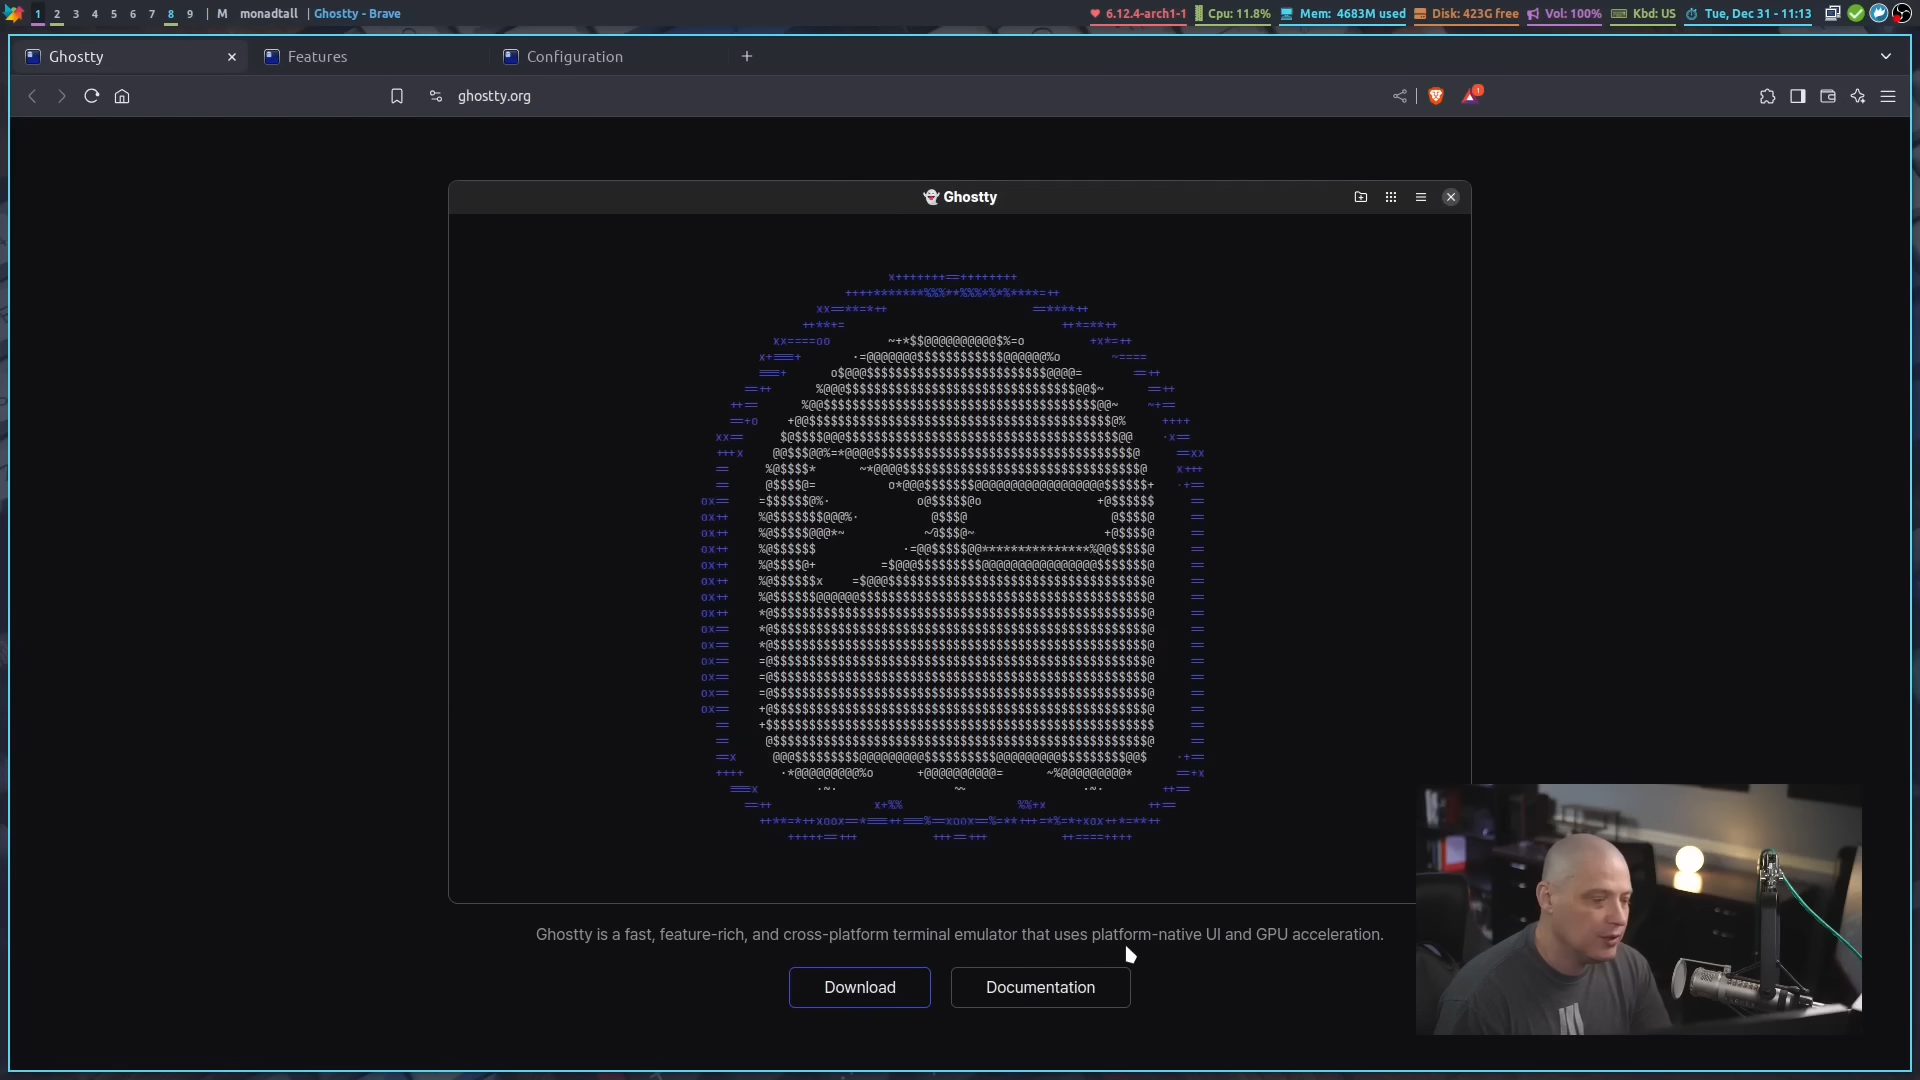 1 2 3 4 5 6 7 8 9 | M monadtall | Ghostty - Brave
6.12.4-arch1-1 Cpu: 11.8% Mem: 4683M used Disk: 423G free Vol: 100% Kbd: US Tue, Dec 31 - 11:13
Ghostty
Features
Configuration
ghostty.org
1
Ghostty
Ghostty is a fast, feature-rich, and cross-platform terminal emulator that uses platform-native UI and GPU acceleration.
Download
Documentation